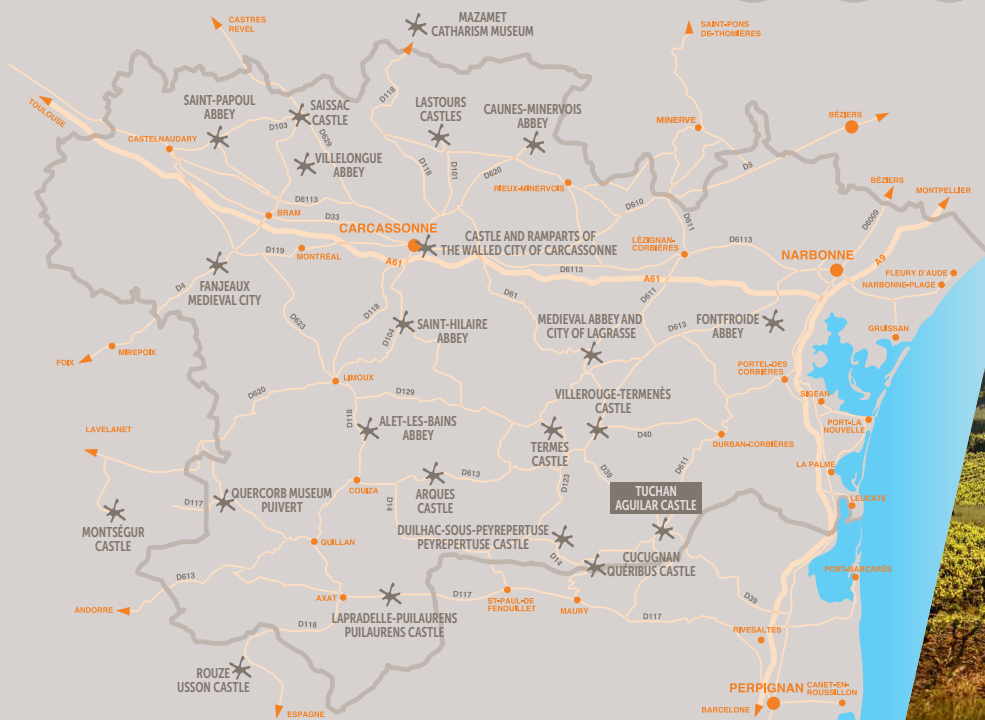 MAZAMET
CATHARISM MUSEUM
CASTRES
REVEL
SAINT-PONS
DE-THOMIÈRES
TOULOUSE
SAINT-PAPOUL
ABBEY
SAISSAC
CASTLE
D118
LASTOURS
CASTLES
CAUNES-MINERVOIS
ABBEY
MINERVE
BÉZIERS
CASTELNAUDARY
D103
D629
VILLELONGUE
ABBEY
D118
D101
D620
RIEUX-MINERVOIS
D5
BÉZIERS
MONTPELLIER
D6113
D33
BRAM
D610
D611
D6009
CARCASSONNE
CASTLE AND RAMPARTS OF
THE WALLED CITY OF CARCASSONNE
LÉZIGNAN-
CORBIÈRES
D6113
NARBONNE
A9
D119
MONTRÉAL
A61
D6113
A61
FLEURY D'AUDE
NARBONNE-PLAGE
FANJEAUX
MEDIEVAL CITY
D4
D623
D118
D61
D611
D104
SAINT-HILAIRE
ABBEY
MEDIEVAL ABBEY AND
CITY OF LAGRASSE
D613
FONTFROIDE
ABBEY
GRUISSAN
FOIX
MIREPOIX
LIMOUX
D620
D129
PORTEL-DES
CORBIÈRES
SIGEAN
VILLEROUGE-TERMENÈS
CASTLE
D118
ALET-LES-BAINS
ABBEY
TERMES
CASTLE
D40
DURBAN-CORBIÈRES
PORT-LA
NOUVELLE
LAVELANET
LA PALME
D117
QUERCORB MUSEUM
PUIVERT
COUIZA
D14
ARQUES
CASTLE
D613
D123
D39
D611
TUCHAN
AGUILAR CASTLE
LEUCATE
MONTSÉGUR
CASTLE
QUILLAN
DUILHAC-SOUS-PEYREPERTUSE
PEYREPERTUSE CASTLE
D14
CUCUGNAN
QUÉRIBUS CASTLE
PORT-BARCARÈS
D613
ANDORRE
AXAT
LAPRADELLE-PUILAURENS
PUILAURENS CASTLE
D117
ST-PAUL-DE
FENOUILLET
MAURY
D117
D39
D118
RIVESALTES
ROUZE
USSON CASTLE
ESPAGNE
PERPIGNAN
CANET-EN-
ROUSSILLON
BARCELONE